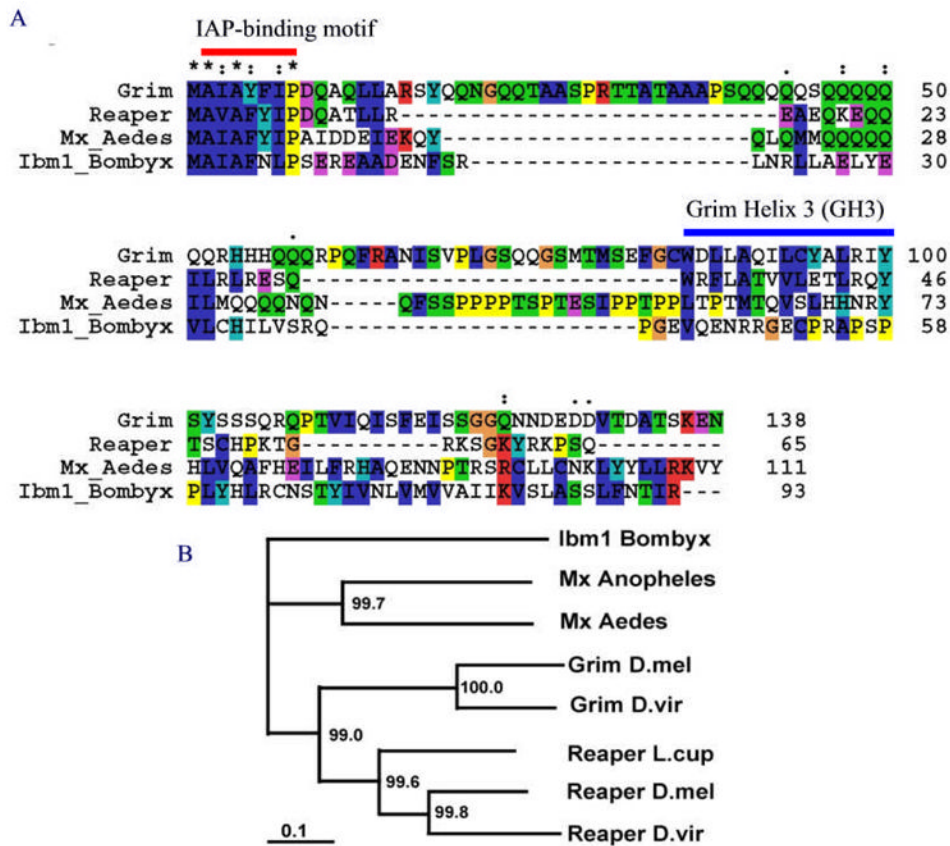 A
IAP-binding motif
**:*:  :*                                  .   :  :
Grim MAIAYFIPDQAQLLARSYQQNGQQTAASPRTTATAAAPSQQQQQSQQQQQ 50
Reaper MAVAFYIPDQATLLR---------------------------EAEQKEQQ 23
Mx_Aedes MAIAFYIPAIDDEIEKQY----------------------QLQMMQQQQQ 28
Ibm1_Bombyx MAIAFNLPSEREAADENFSR--------------------LNRLLAELYE 30
Grim Helix 3 (GH3)
.
Grim QQRHHHQQQRPQFRANISVPLGSQQGSMTMSEFGCWDLLAQILCYALRIY 100
Reaper ILRLRESQ---------------------------WRFLATVVLETLRQY 46
Mx_Aedes ILMQQQQNQN-----QFSSPPPPTSPTESIPPTPPLTPTMTQVSLHHNRY 73
Ibm1_Bombyx VLCHILVSRQ----------------------PGEVQENRRGECPRAPSP 58
:    ..
Grim SYSSSQRQPTVIQISFEISSGGQNNDEDDVTDATSKEN 138
Reaper TSCHPKTG----------RKSGKYRKPSQ--------- 65
Mx_Aedes HLVQAFHEILFRHAQENNPTRSRCLLCNKLYYLLRKVY 111
Ibm1_Bombyx PLYHLRCNSTYIVNLVMVVAIIKVSLASSLFNTIR--- 93
B
Ibm1 Bombyx
Mx Anopheles
99.7
Mx Aedes
Grim D.mel
100.0
Grim D.vir
99.0
Reaper L.cup
99.6
Reaper D.mel
99.8
Reaper D.vir
0.1